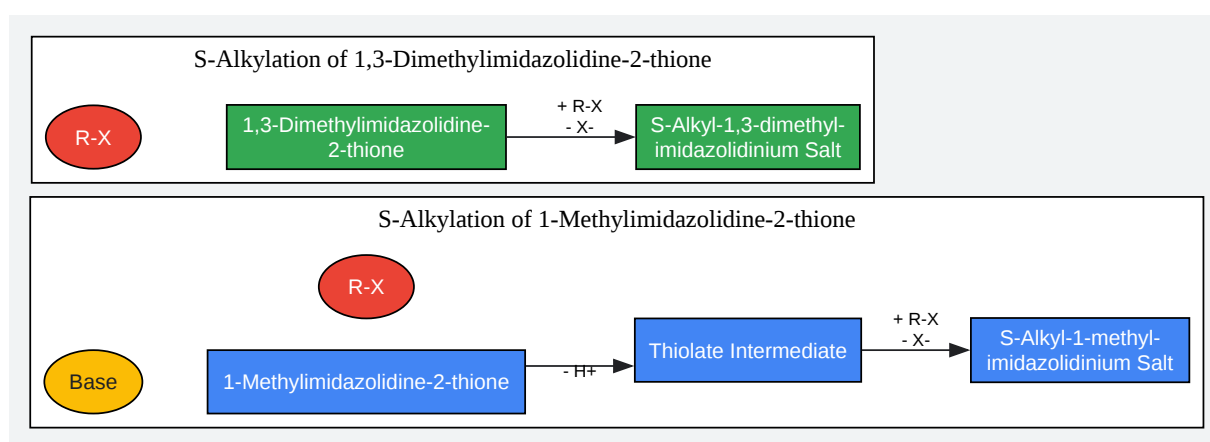 S-Alkylation of 1,3-Dimethylimidazolidine-2-thione
R-X
1,3-Dimethylimidazolidine-
2-thione
+ R-X
- X-
S-Alkyl-1,3-dimethyl-
imidazolidinium Salt
S-Alkylation of 1-Methylimidazolidine-2-thione
R-X
Base
1-Methylimidazolidine-2-thione
- H+
Thiolate Intermediate
+ R-X
- X-
S-Alkyl-1-methyl-
imidazolidinium Salt